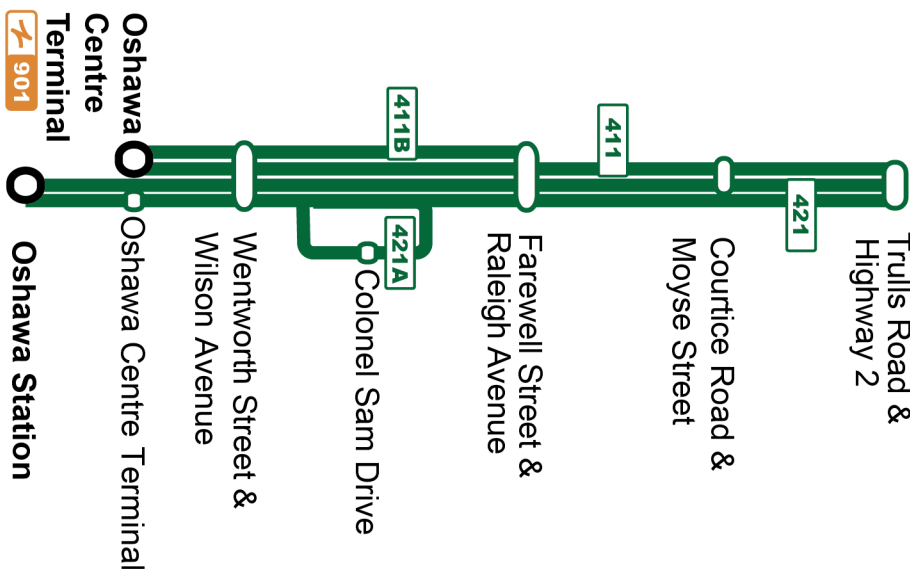 Oshawa
Centre
Terminal
901
Oshawa Station
Oshawa Centre Terminal
Wentworth Street &
Wilson Avenue
411B
421A
Colonel Sam Drive
Farewell Street &
Raleigh Avenue
411
Courtice Road &
Moyse Street
421
Trulls Road &
Highway 2